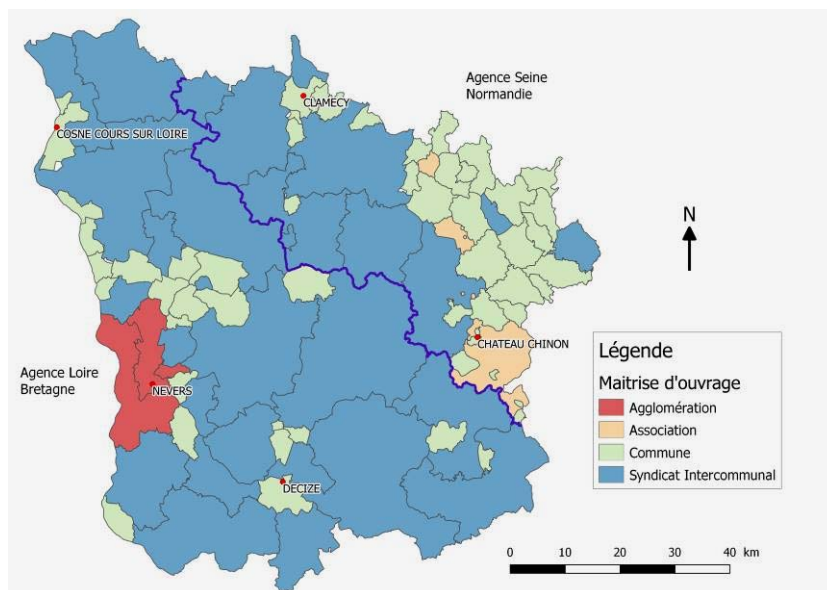 Agence Seine
Normandie
CLAMECY
COSNE COURS SUR LOIRE
N
CHATEAU CHINON
Agence Loire
Bretagne
NEVERS
DECIZE
Légende
Maitrise d'ouvrage
Agglomération
Association
Commune
Syndicat Intercommunal
0 10 20 30 40 km